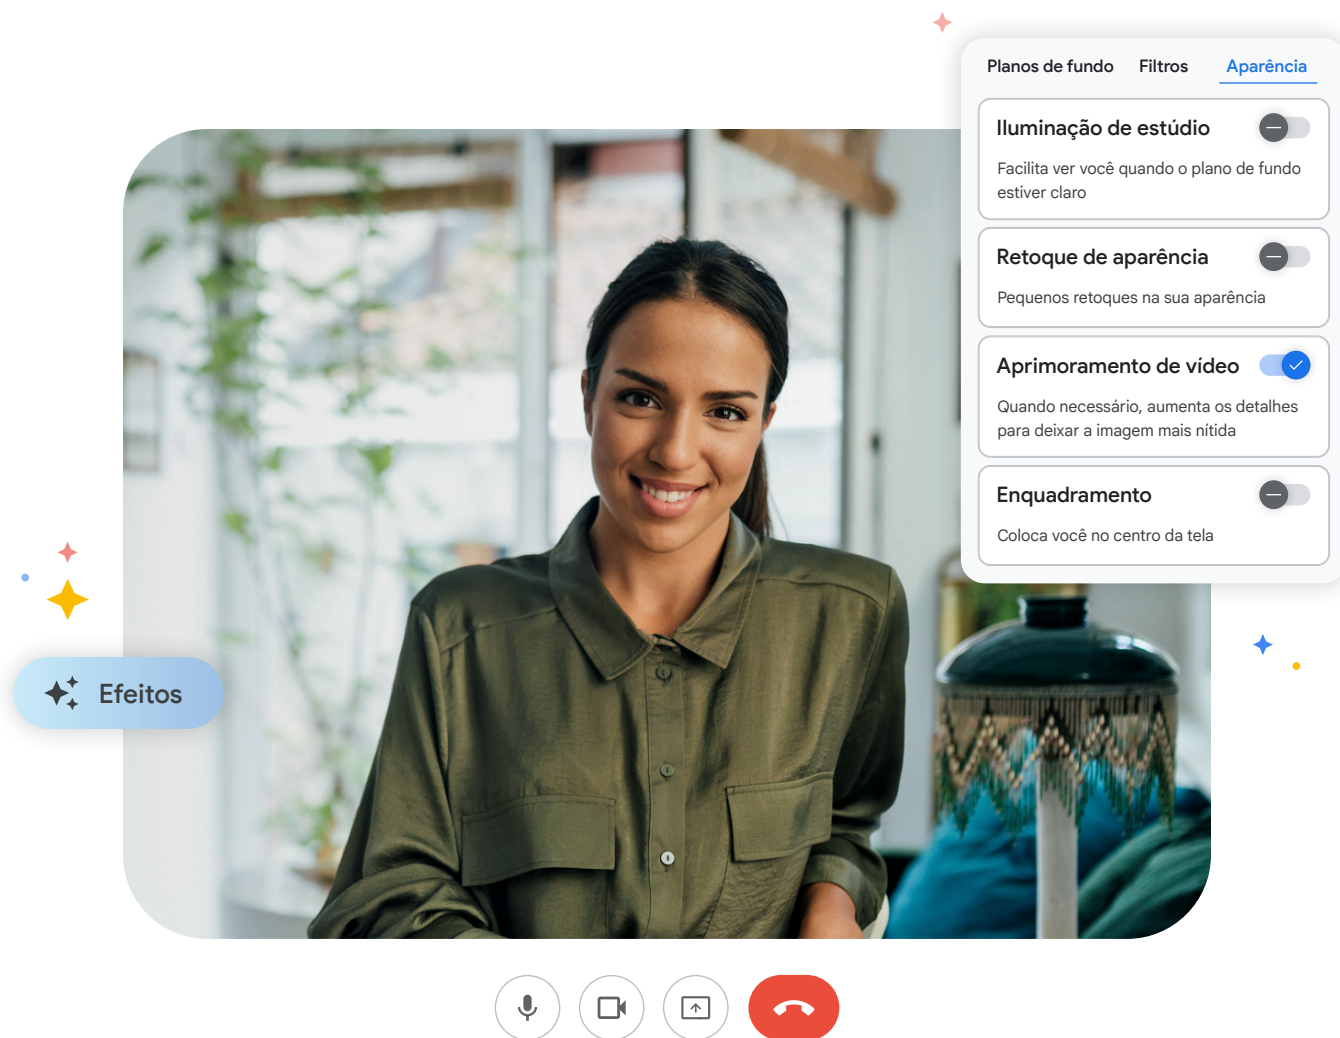 Planos de fundo Filtros Aparência
Iluminação de estúdio
Facilita ver você quando o plano de fundo
estiver claro
Retoque de aparência
Pequenos retoques na sua aparência
Aprimoramento de vídeo
Quando necessário, aumenta os detalhes
para deixar a imagem mais nítida
Enquadramento
Coloca você no centro da tela
Efeitos